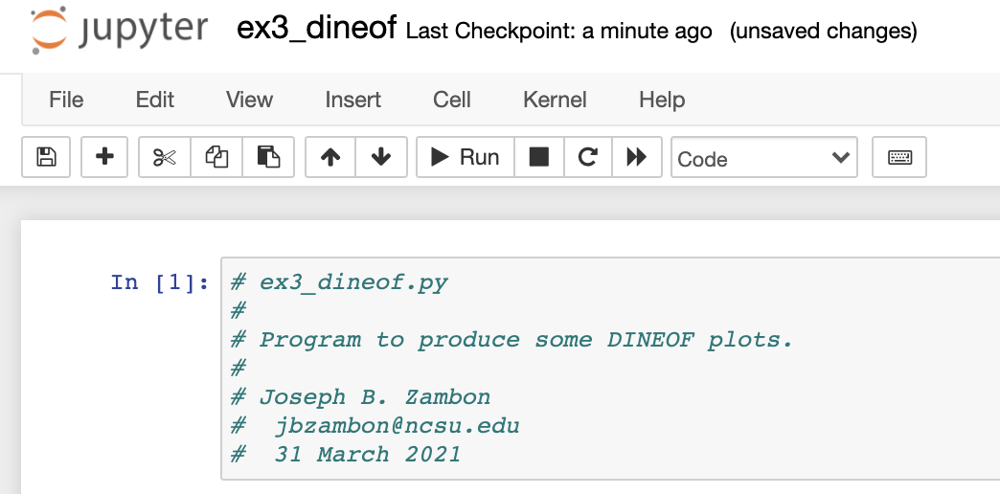 jupyter ex3_dineof Last Checkpoint: a minute ago (unsaved changes)
File Edit View Insert Cell Kernel Help
Run Code
In [1]: # ex3_dineof.py
#
# Program to produce some DINEOF plots.
#
# Joseph B. Zambon
#  jbzambon@ncsu.edu
#  31 March 2021